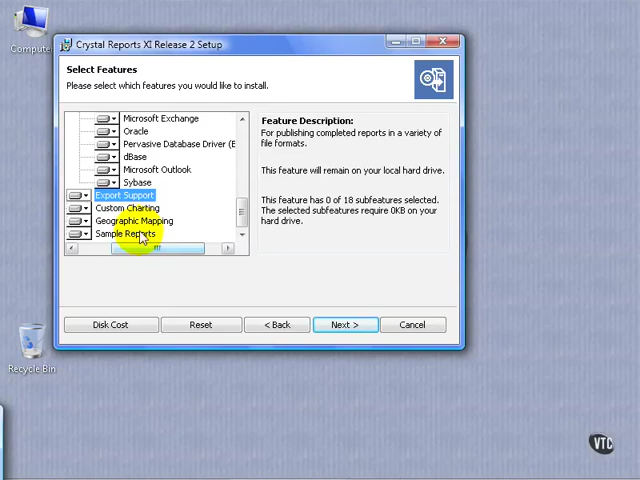 Computer
Crystal Reports XI Release 2 Setup
Select Features
Please select which features you would like to install.
Microsoft Exchange
Oracle
Pervasive Database Driver (E
dBase
Microsoft Outlook
Sybase
Export Support
Custom Charting
Geographic Mapping
Sample Reports
Feature Description:
For publishing completed reports in a variety of
file formats.
This feature will remain on your local hard drive.
This feature has 0 of 18 subfeatures selected.
The selected subfeatures require 0KB on your
hard drive.
Disk Cost
Reset
< Back
Next >
Cancel
Recycle Bin
VTC